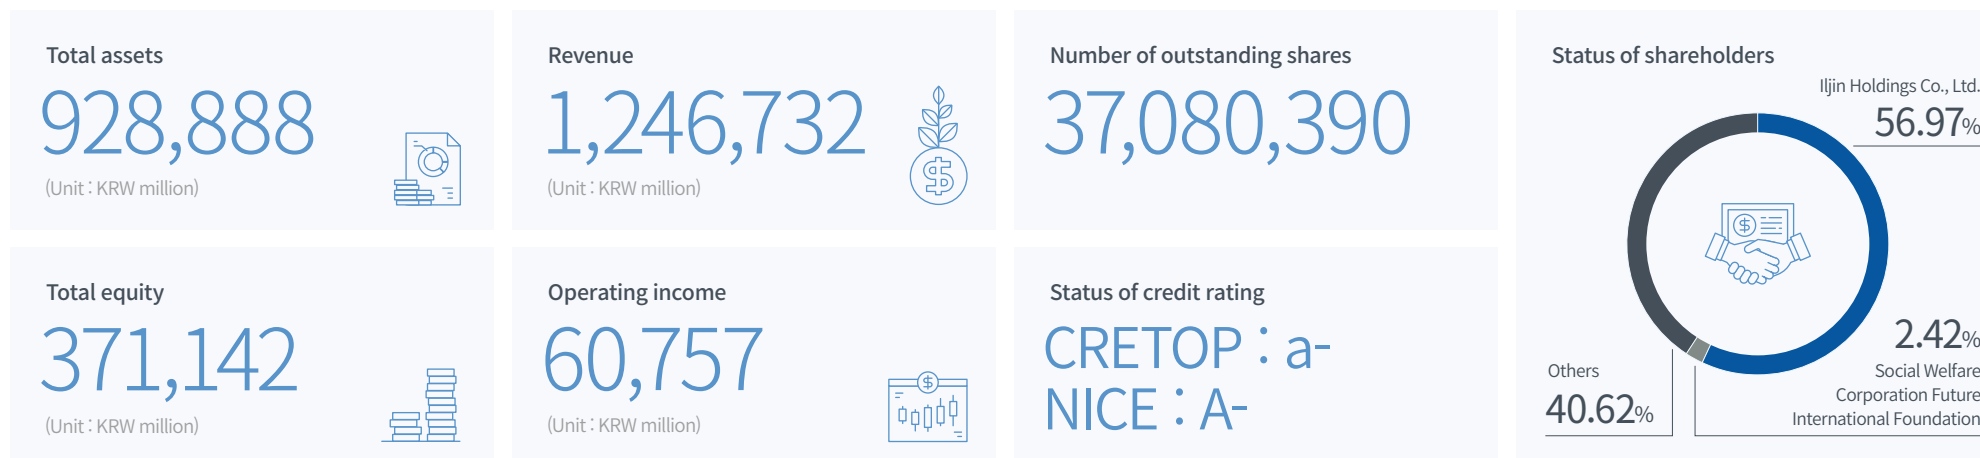 Total assets
928,888
(Unit : KRW million)
Revenue
1,246,732
(Unit : KRW million)
Number of outstanding shares
37,080,390
Total equity
371,142
(Unit : KRW million)
Operating income
60,757
(Unit : KRW million)
Status of credit rating
CRETOP : a-
NICE : A-
Status of shareholders
Iljin Holdings Co., Ltd.
56.97%
2.42%
Social Welfare
Corporation Future
International Foundation
Others
40.62%